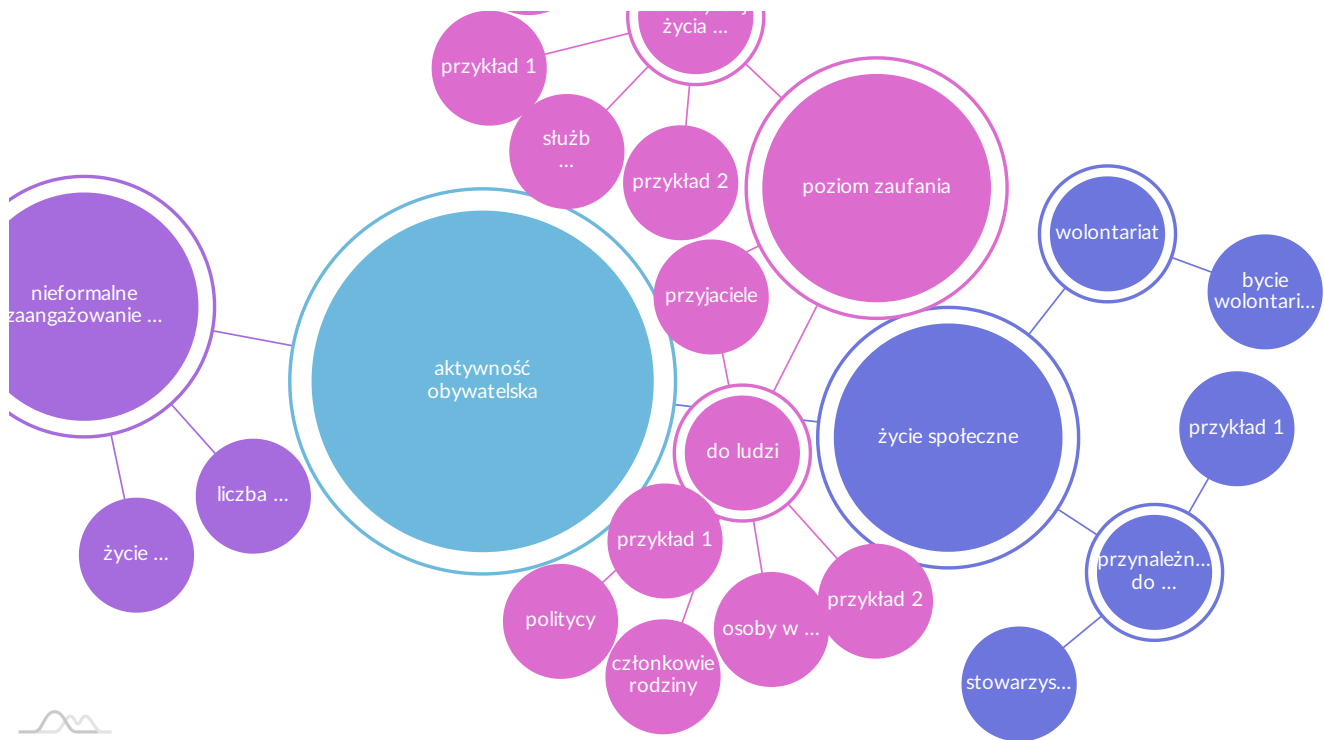 życia ...
przykład 1
służb
...
przykład 2
poziom zaufania
wolontariat
bycie
wolontari...
nieformalne
zaangażowanie ...
przyjaciele
aktywność
obywatelska
do ludzi
życie społeczne
przykład 1
liczba ...
życie ...
przykład 1
przykład 2
osoby w ...
politycy
członkowie
rodziny
przynależn...
do ...
stowarzys...